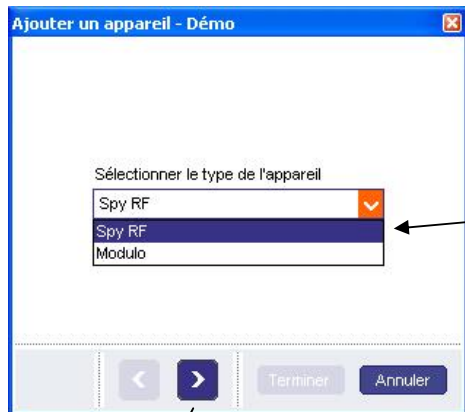 Ajouter un appareil - Démo
Sélectionner le type de l'appareil
Spy RF
Spy RF
Modulo
Terminer Annuler